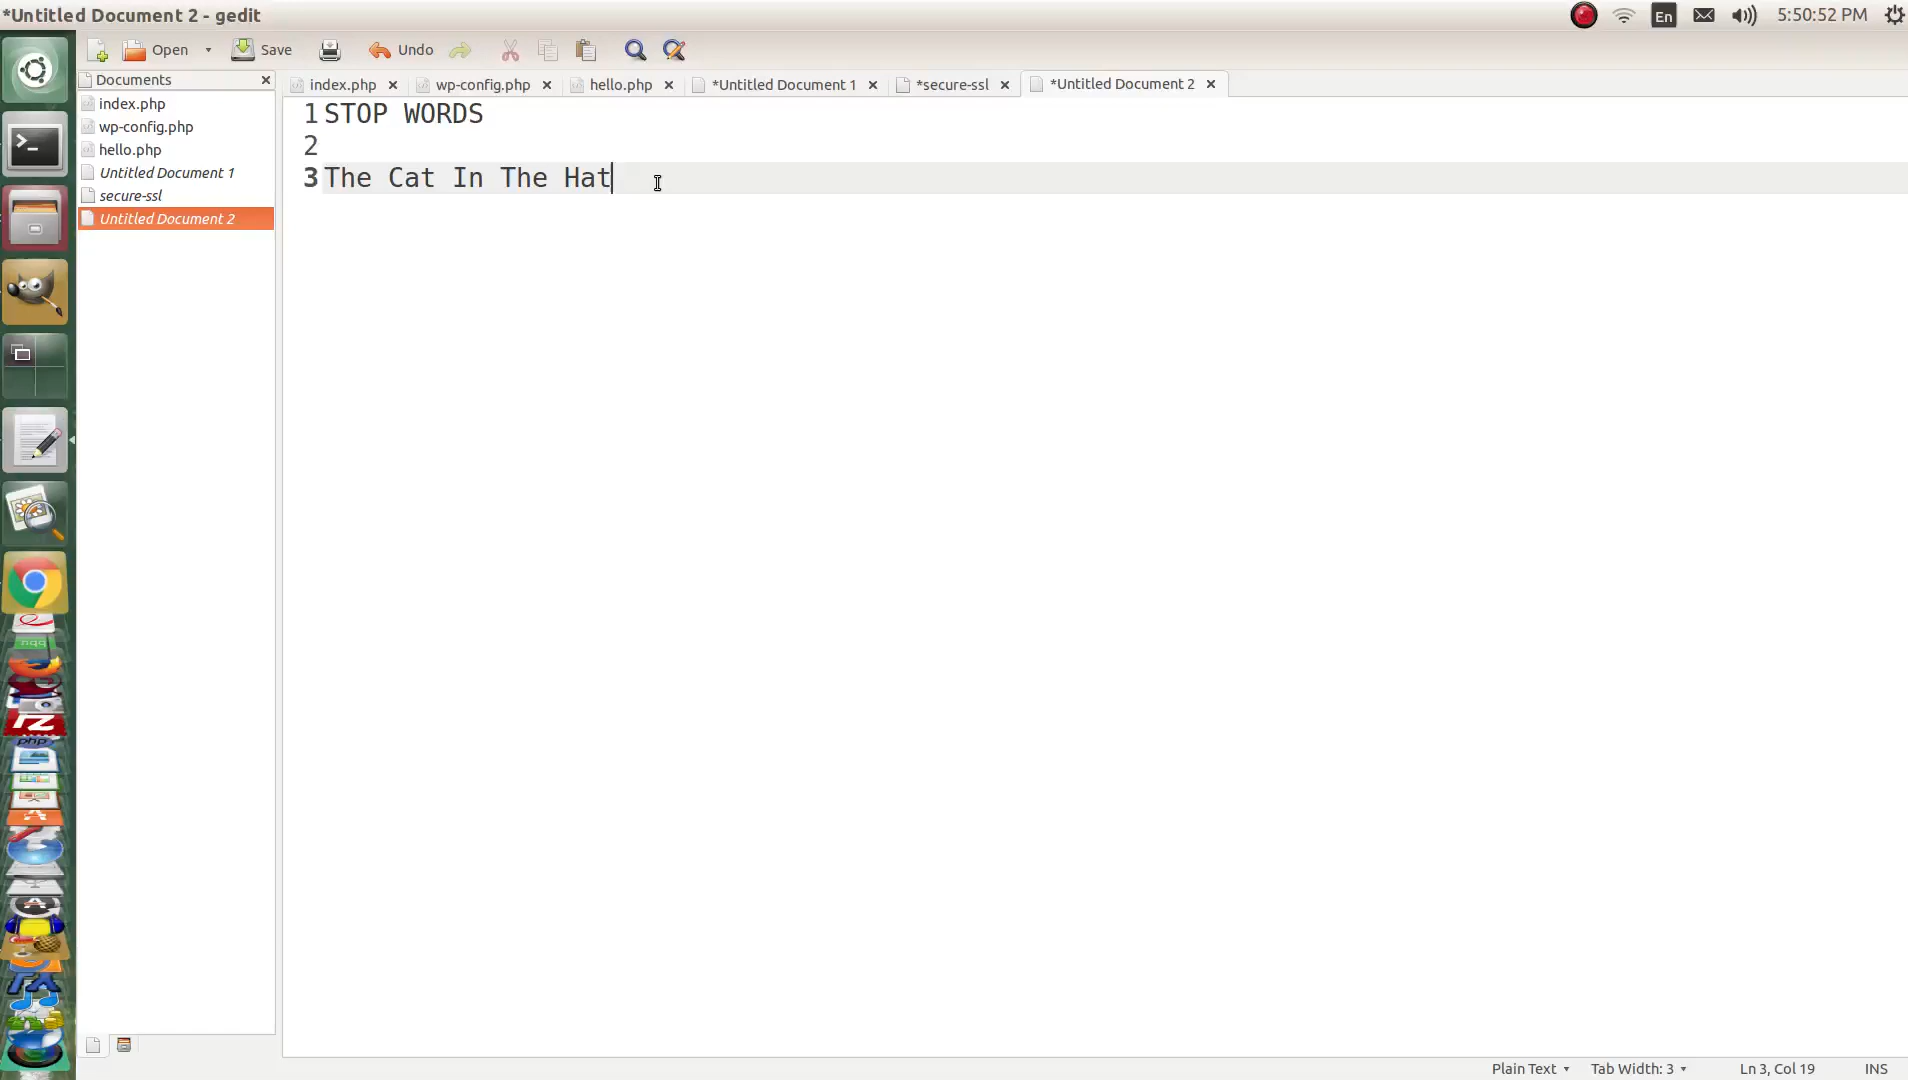 *Untitled Document 2 - gedit
En
5:50:52 PM
Open
Save
Undo
Documents
index.php
wp-config.php
hello.php
*Untitled Document 1
*secure-ssl
*Untitled Document 2
index.php
wp-config.php
hello.php
Untitled Document 1
secure-ssl
Untitled Document 2
1 STOP WORDS
2
3 The Cat In The Hat
php
Plain Text
Tab Width: 3
Ln 3, Col 19
INS